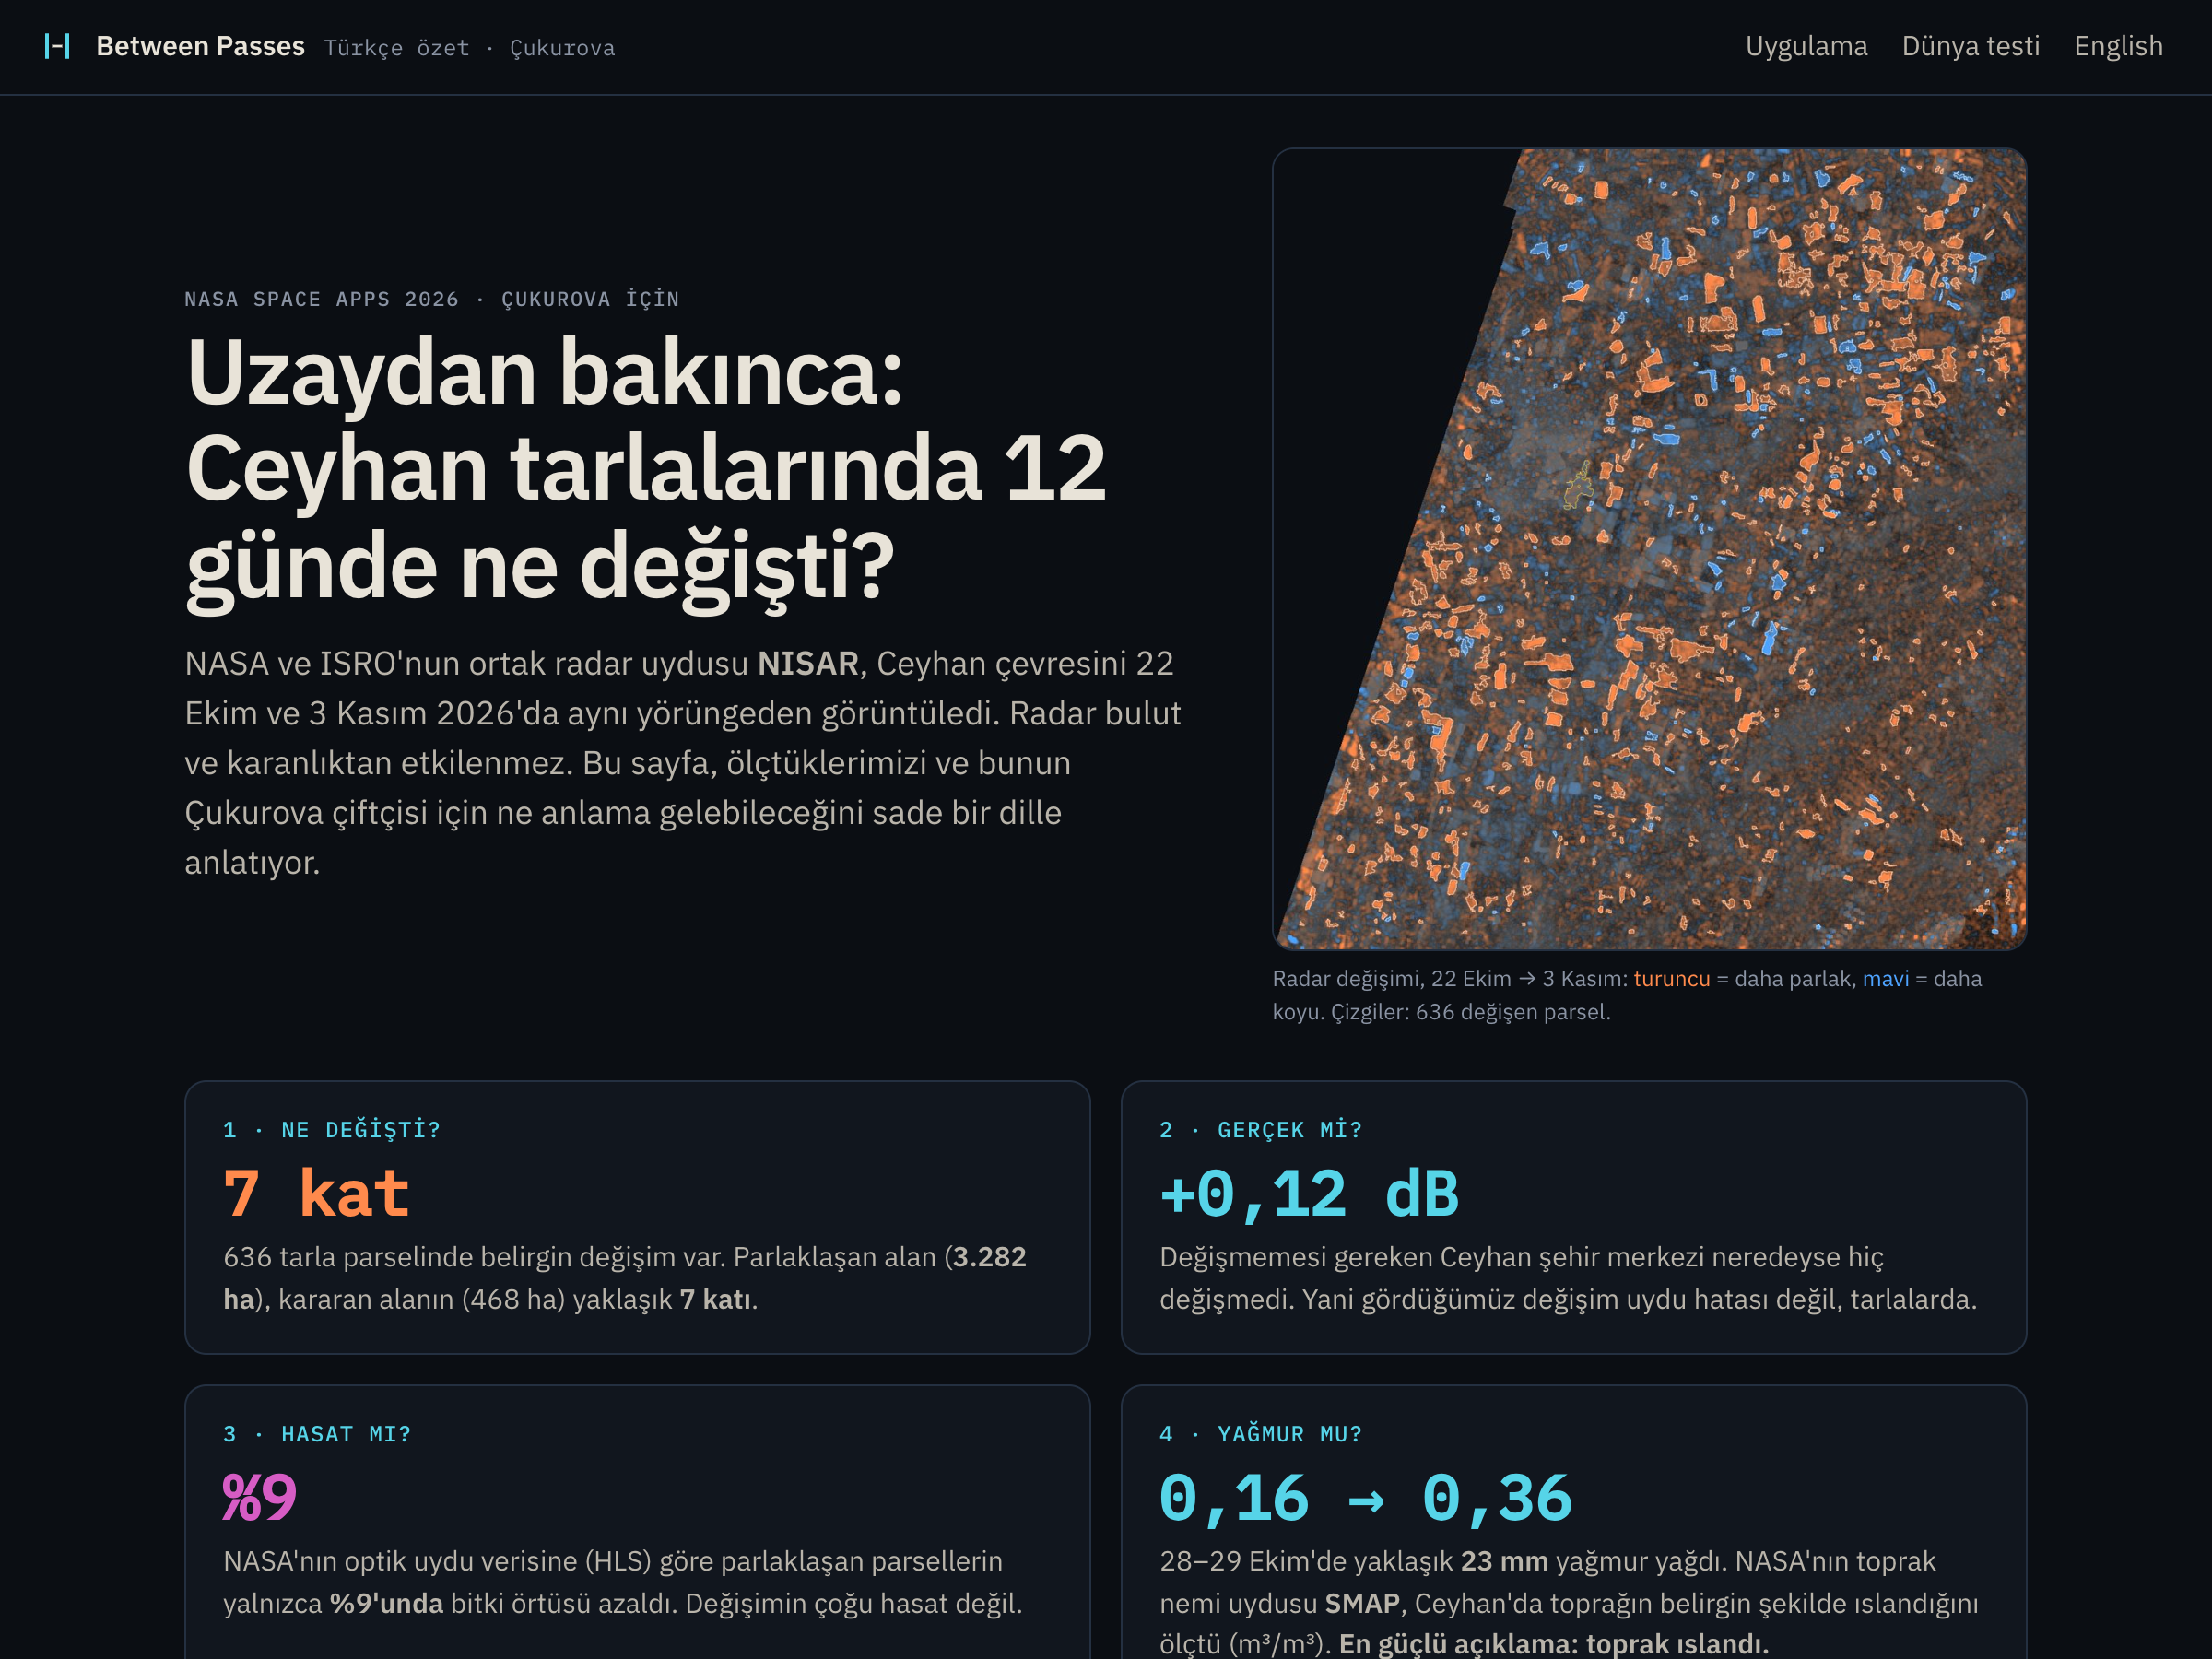 Between Passes Türkçe özet · Çukurova
Uygulama Dünya testi English
NASA SPACE APPS 2026 · ÇUKUROVA İÇİN
Uzaydan bakınca:
Ceyhan tarlalarında 12
günde ne değişti?
NASA ve ISRO'nun ortak radar uydusu NISAR, Ceyhan çevresini 22
Ekim ve 3 Kasım 2026'da aynı yörüngeden görüntüledi. Radar bulut
ve karanlıktan etkilenmez. Bu sayfa, ölçtüklerimizi ve bunun
Çukurova çiftçisi için ne anlama gelebileceğini sade bir dille
anlatıyor.
Radar değişimi, 22 Ekim → 3 Kasım: turuncu = daha parlak, mavi = daha
koyu. Çizgiler: 636 değişen parsel.
1 · NE DEĞİŞTİ?
7 kat
636 tarla parselinde belirgin değişim var. Parlaklaşan alan (3.282
ha), kararan alanın (468 ha) yaklaşık 7 katı.
2 · GERÇEK Mİ?
+0,12 dB
Değişmemesi gereken Ceyhan şehir merkezi neredeyse hiç
değişmedi. Yani gördüğümüz değişim uydu hatası değil, tarlalarda.
3 · HASAT MI?
%9
NASA'nın optik uydu verisine (HLS) göre parlaklaşan parsellerin
yalnızca %9'unda bitki örtüsü azaldı. Değişimin çoğu hasat değil.
4 · YAĞMUR MU?
0,16 → 0,36
28–29 Ekim'de yaklaşık 23 mm yağmur yağdı. NASA'nın toprak
nemi uydusu SMAP, Ceyhan'da toprağın belirgin şekilde ıslandığını
ölçtü (m³/m³). En güçlü açıklama: toprak ıslandı.